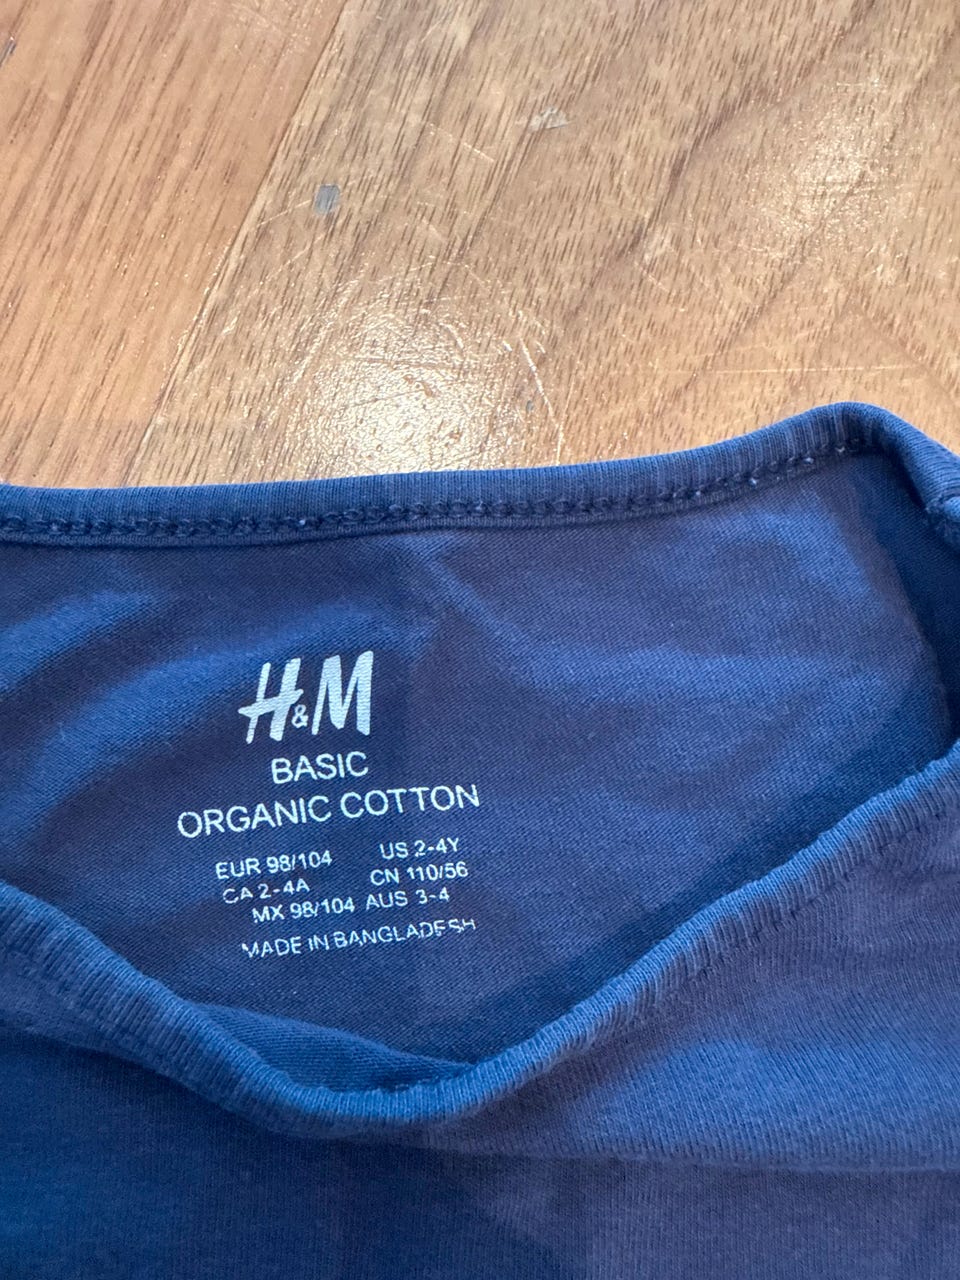 H&M
BASIC
ORGANIC COTTON
EUR 98/104 US 2-4Y
CA 2-4A CN 110/56
MX 98/104 AUS 3-4
MADE IN BANGLADESH